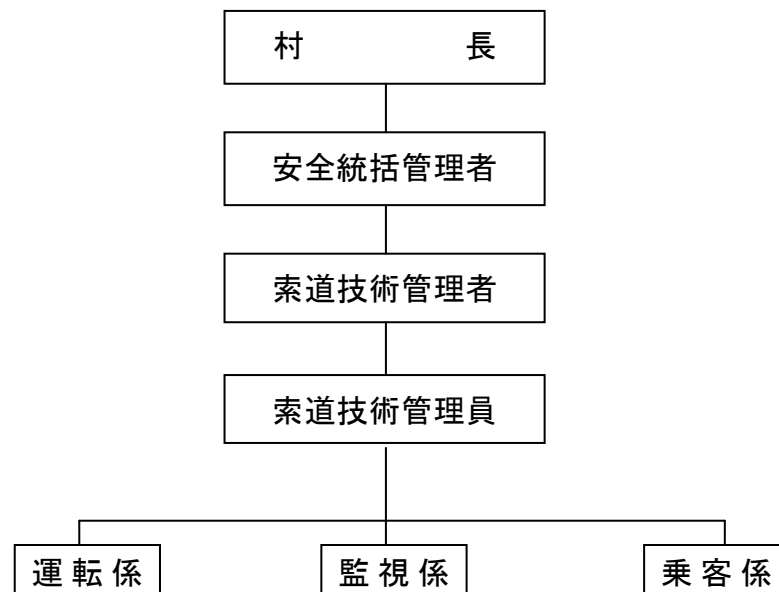 村長
安全統括管理者
索道技術管理者
索道技術管理員
運転係 監視係 乗客係